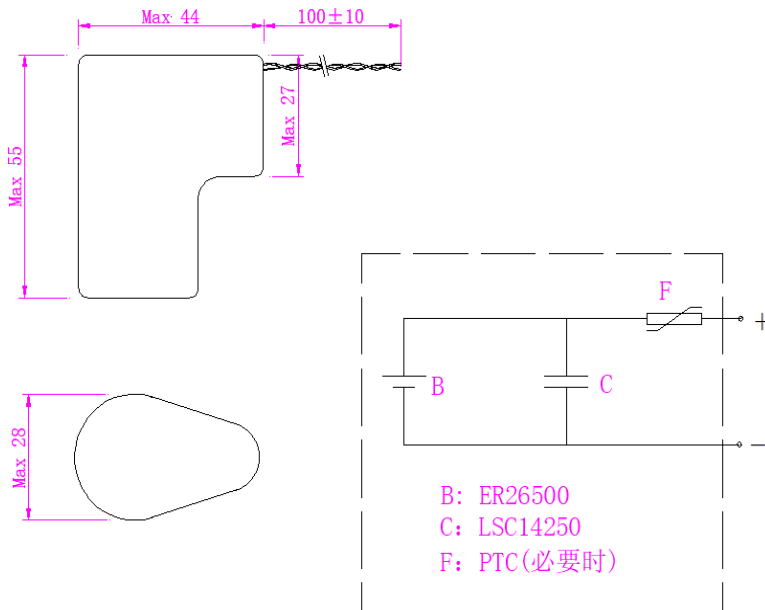 Max 44
100±10
Max 27
Max 55
Max 28
F
+
B
C
-
B: ER26500
C: LSC14250
F: PTC(必要时)